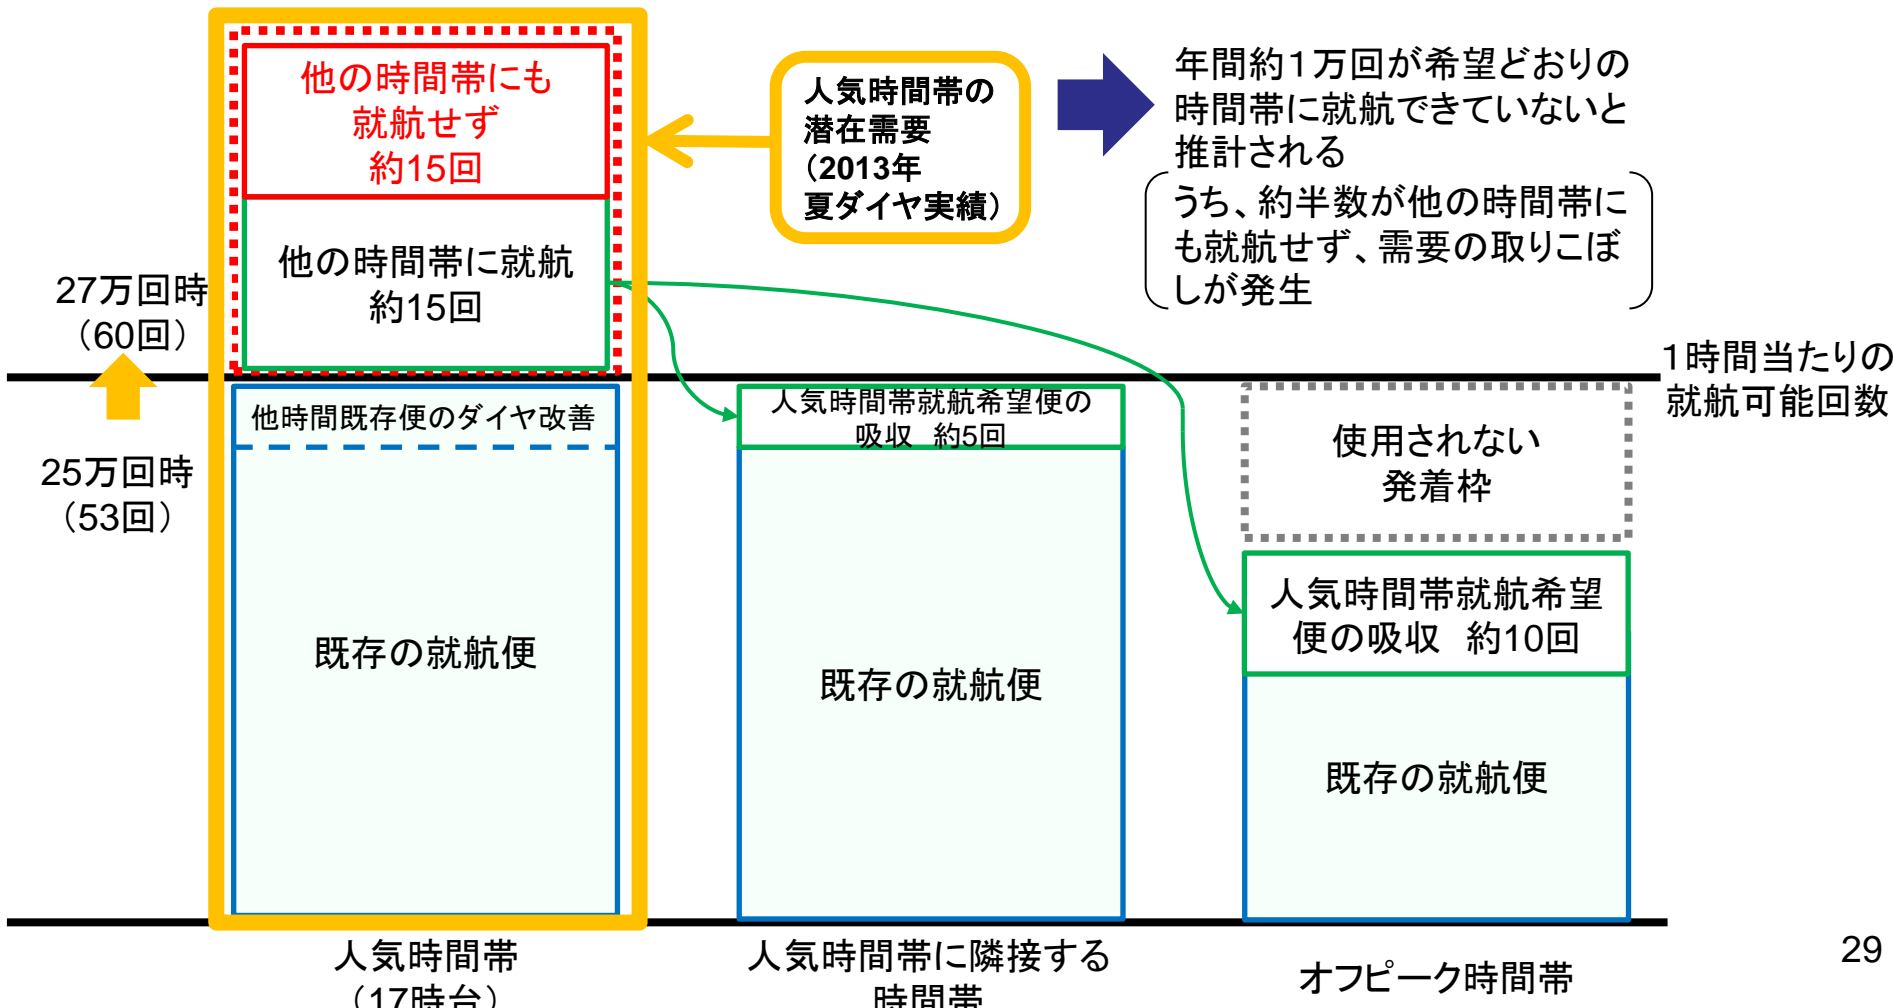 他の時間帯にも
就航せず
約15回
他の時間帯に就航
約15回
人気時間帯の
潜在需要
（2013年
夏ダイヤ実績）
年間約１万回が希望どおりの
時間帯に就航できていないと
推計される
うち、約半数が他の時間帯に
も就航せず、需要の取りこぼ
しが発生
27万回時
（60回）
25万回時
（53回）
１時間当たりの
就航可能回数
他時間既存便のダイヤ改善
既存の就航便
人気時間帯就航希望便の
吸収　約5回
既存の就航便
使用されない
発着枠
人気時間帯就航希望
便の吸収　約10回
既存の就航便
人気時間帯
（17時台）
人気時間帯に隣接する
時間帯
オフピーク時間帯
29